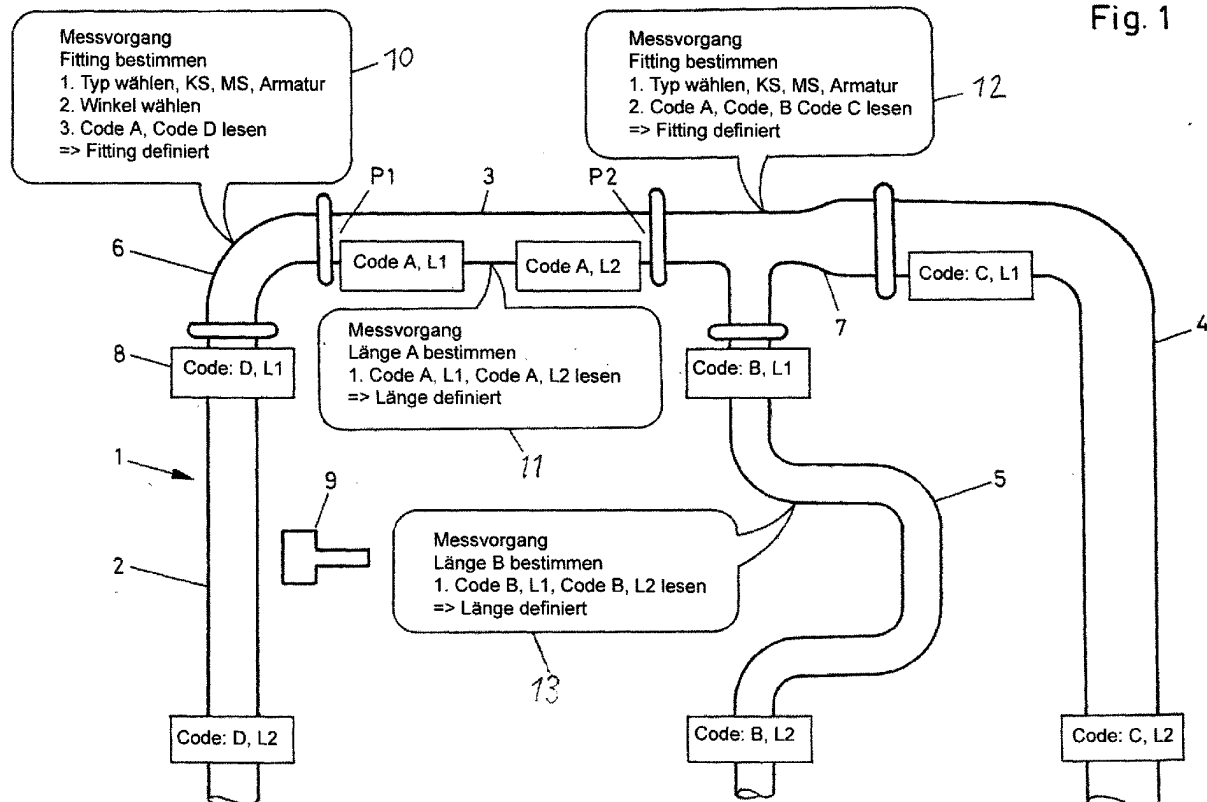 Fig. 1
Messvorgang
Fitting bestimmen
1. Typ wählen, KS, MS, Armatur
2. Winkel wählen
3. Code A, Code D lesen
=> Fitting definiert
10
Messvorgang
Fitting bestimmen
1. Typ wählen, KS, MS, Armatur
2. Code A, Code, B Code C lesen
=> Fitting definiert
12
P1
3
P2
6
Code A, L1
Code A, L2
Code: C, L1
7
4
8
Code: D, L1
Messvorgang
Länge A bestimmen
1. Code A, L1, Code A, L2 lesen
=> Länge definiert
11
Code: B, L1
1
9
5
2
Messvorgang
Länge B bestimmen
1. Code B, L1, Code B, L2 lesen
=> Länge definiert
13
Code: D, L2
Code: B, L2
Code: C, L2